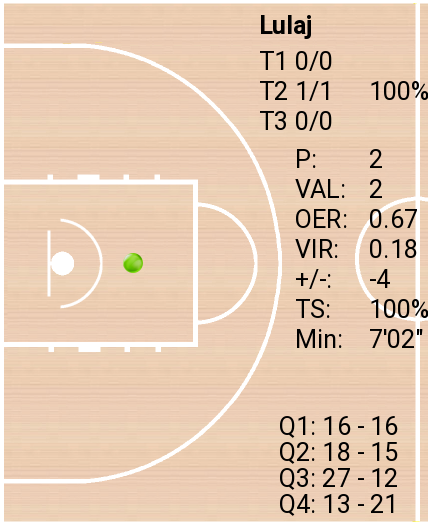 Lulaj
T1 0/0
T2 1/1 100%
T3 0/0
P: 2
VAL: 2
OER: 0.67
VIR: 0.18
+/-: -4
TS: 100%
Min: 7'02"
Q1: 16 - 16
Q2: 18 - 15
Q3: 27 - 12
Q4: 13 - 21